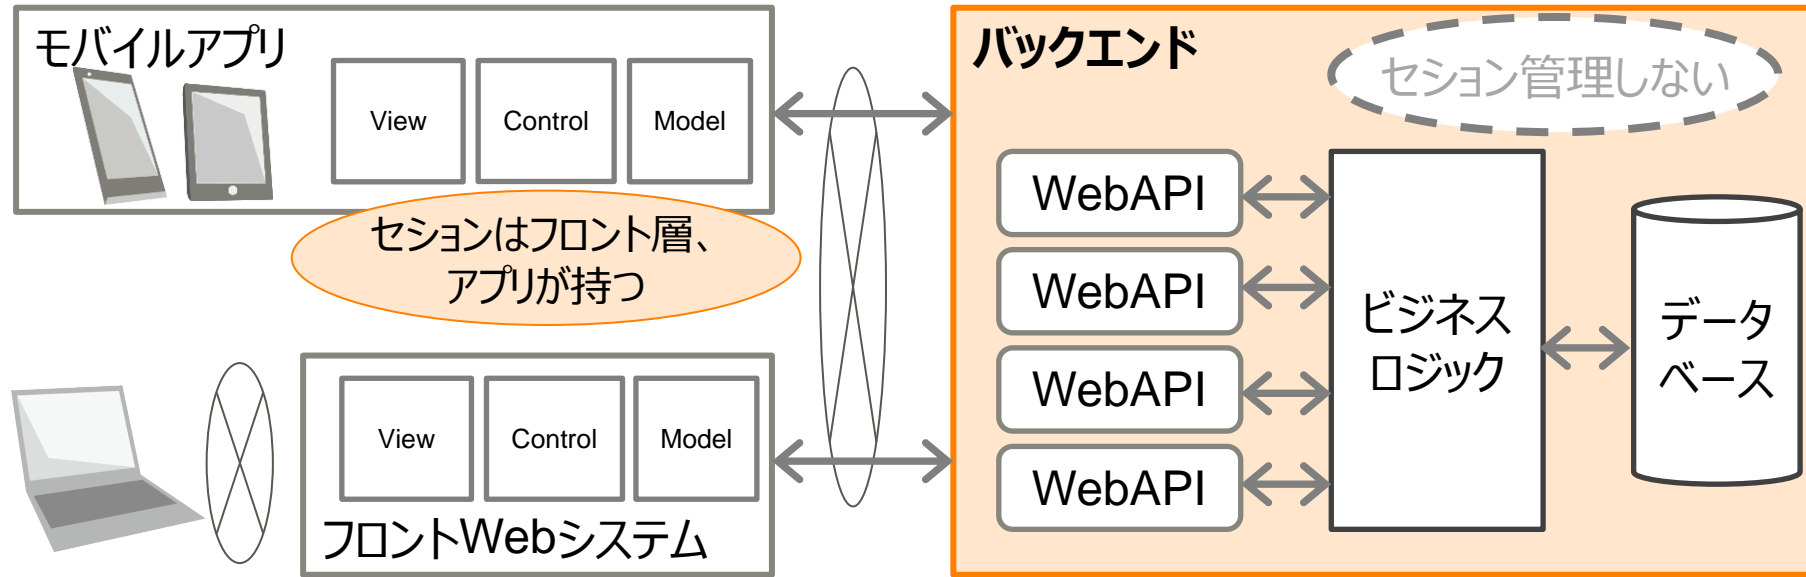 モバイルアプリ
View
Control
Model
セションはフロント層、
アプリが持つ
View
Control
Model
フロントWebシステム
バックエンド
セション管理しない
WebAPI
WebAPI
WebAPI
WebAPI
ビジネス
ロジック
データ
ベース